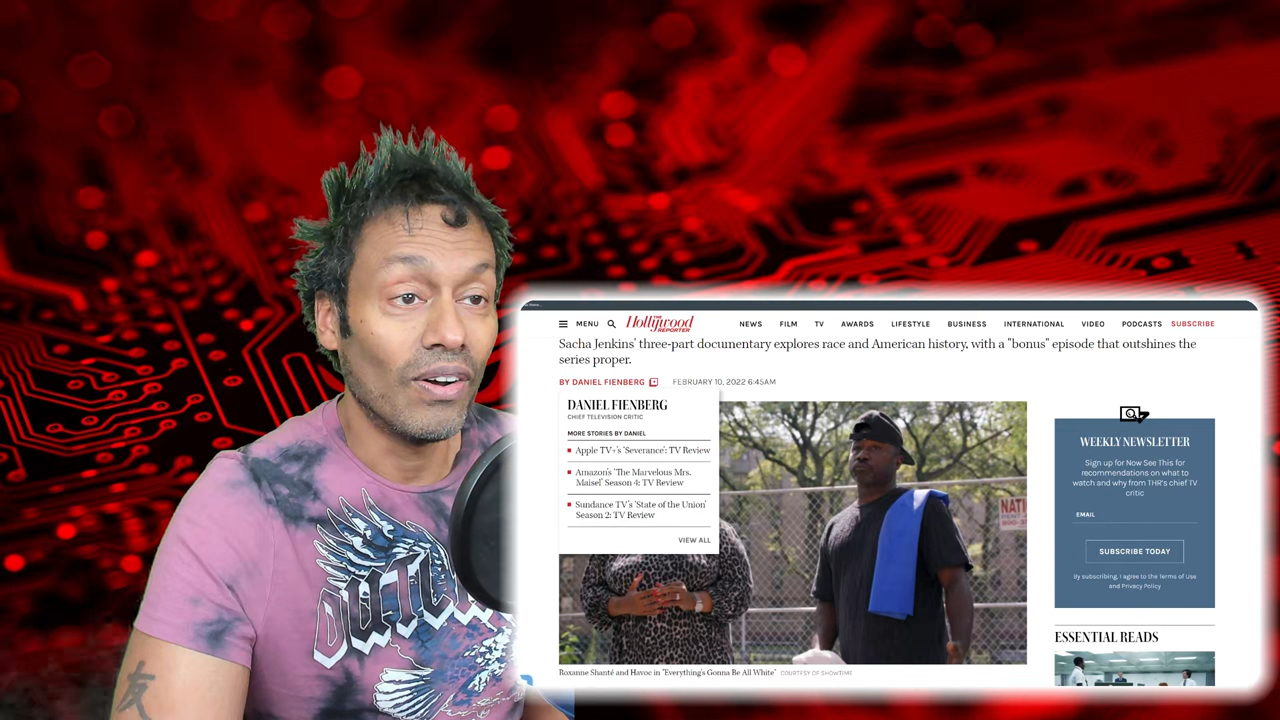 MENU
The Hollywood REPORTER
NEWS FILM TV AWARDS LIFESTYLE BUSINESS INTERNATIONAL VIDEO PODCASTS SUBSCRIBE
Sacha Jenkins' three-part documentary explores race and American history, with a "bonus" episode that outshines the
series proper.
BY DANIEL FIENBERG FEBRUARY 10, 2022 6:45AM
DANIEL FIENBERG
CHIEF TELEVISION CRITIC
MORE STORIES BY DANIEL
Apple TV+'s 'Severance': TV Review
Amazon's 'The Marvelous Mrs.
Maisel' Season 4: TV Review
Sundance TV's 'State of the Union'
Season 2: TV Review
VIEW ALL
NATI
Roxanne Shanté and Havoc in 'Everything's Gonna Be All White' COURTESY OF SHOWTIME
WEEKLY NEWSLETTER
Sign up for Now See This for
recommendations on what to
watch and why from THR's chief TV
critic
EMAIL
SUBSCRIBE TODAY
By subscribing, I agree to the Terms of Use
and Privacy Policy
ESSENTIAL READS
友